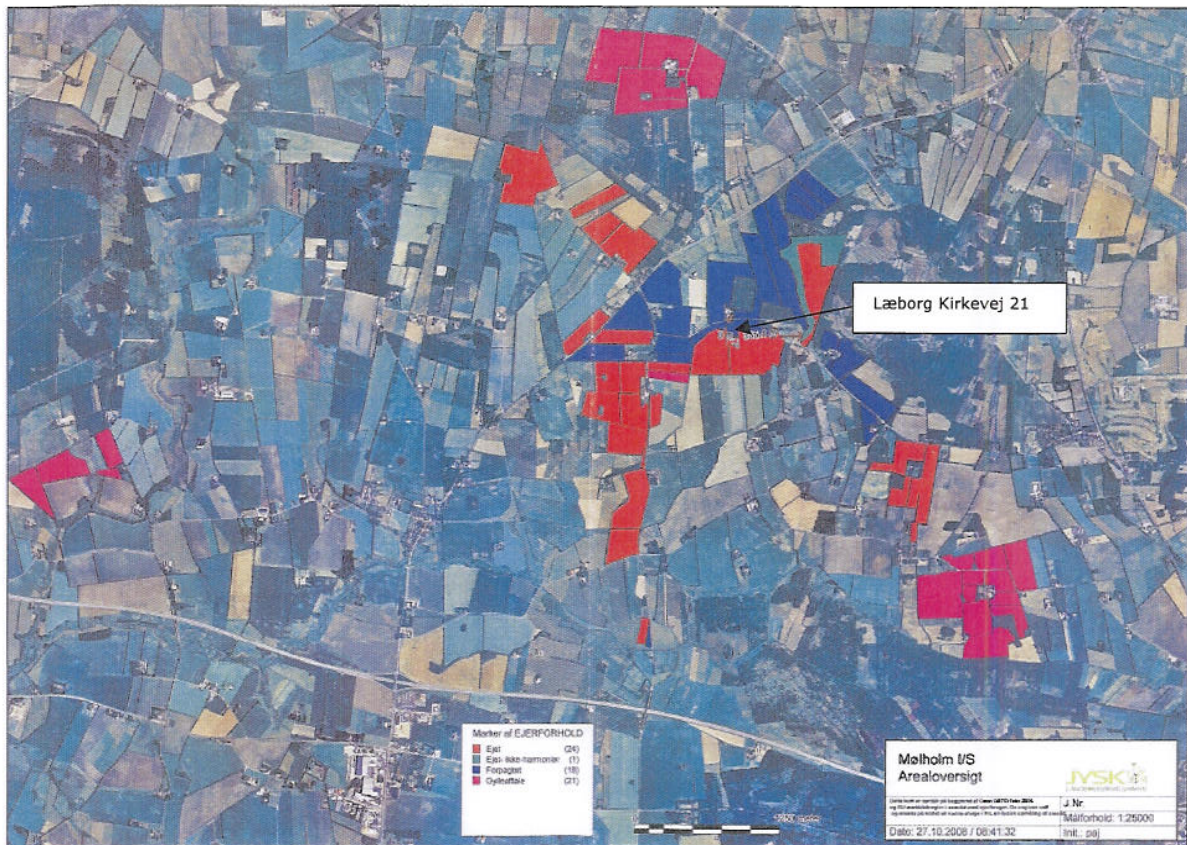 Læborg Kirkevej 21
Marker af EJERFORHOLD
Ejet (24)
Ejet- ikke-harmonier (1)
Forpagtet (18)
Gylleaftale (21)
Mølholm I/S
Arealoversigt
JYSK
J.Nr.
Målforhold: 1:25000
Dato: 27.10.2008 / 08:41:32
Init.: paj